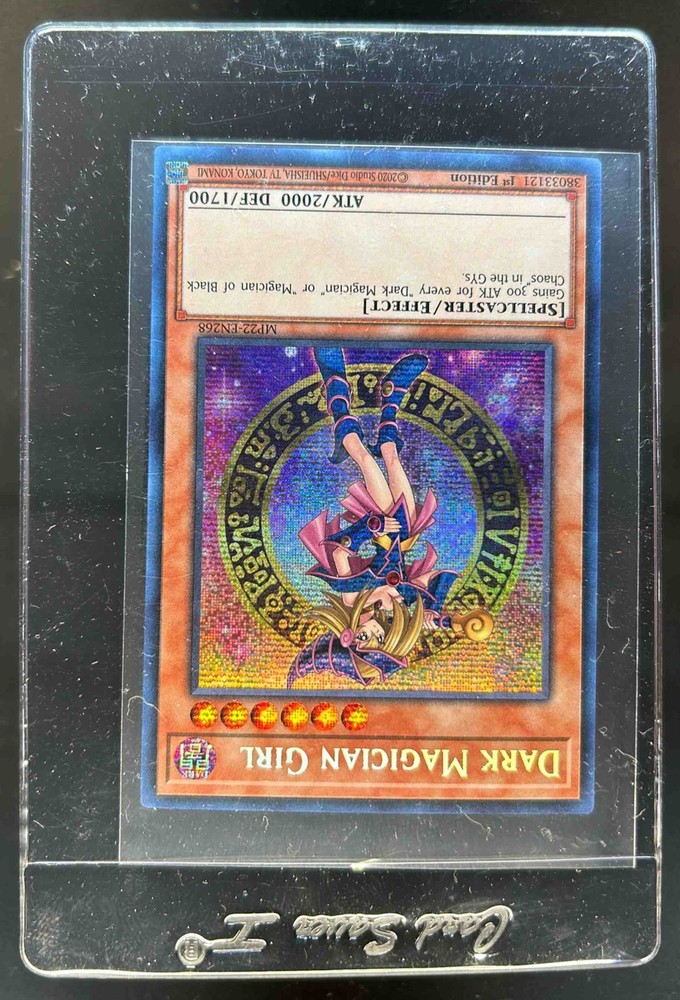 DARK MAGICIAN GIRL
MP22-EN268
[SPELLCASTER/EFFECT]
Gains 300 ATK for every "Dark Magician" or "Magician of Black
Chaos" in the GYs.
ATK/2000 DEF/1700
38033121 1st Edition ©2020 Studio Dice/SHUEISHA, TV TOKYO, KONAMI
Card Saver I